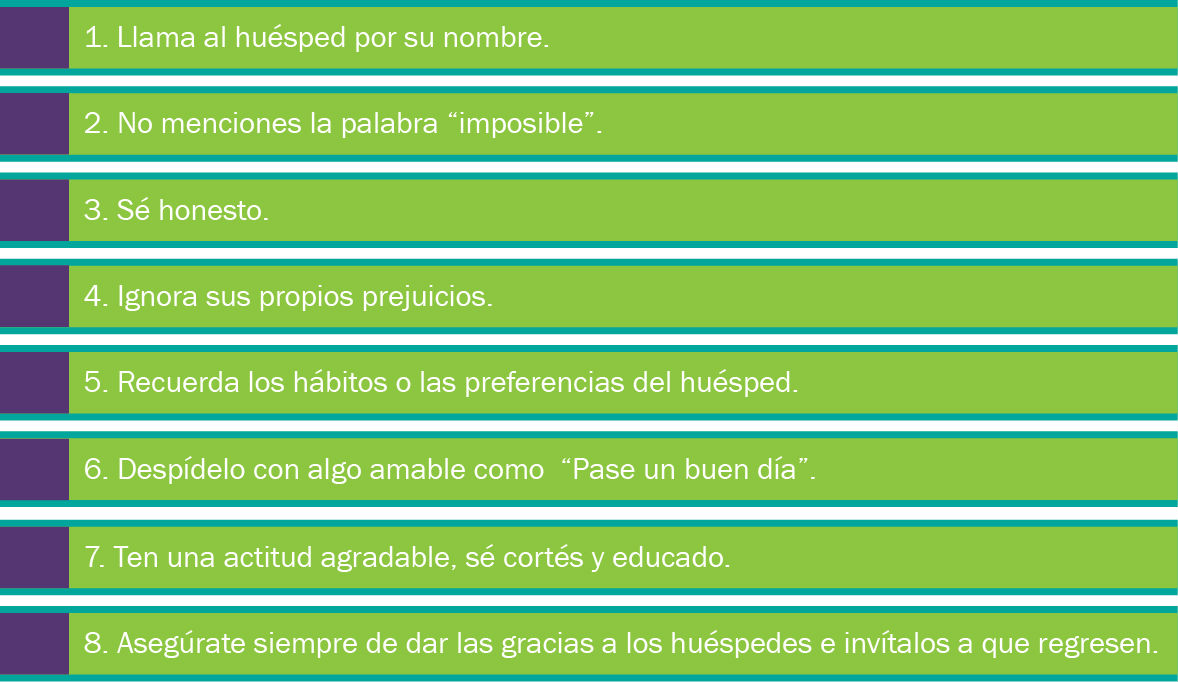 1. Llama al huésped por su nombre.
2. No menciones la palabra “imposible”.
3. Sé honesto.
4. Ignora sus propios prejuicios.
5. Recuerda los hábitos o las preferencias del huésped.
6. Despídelo con algo amable como  “Pase un buen día”.
7. Ten una actitud agradable, sé cortés y educado.
8. Asegúrate siempre de dar las gracias a los huéspedes e invítalos a que regresen.